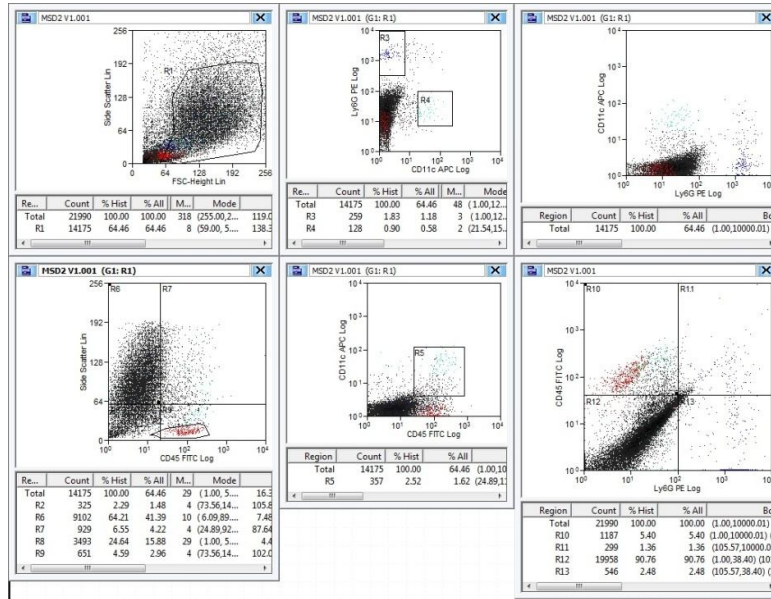 MSD2 V1.001
256
192
128
64
0
R1
Side Scatter Lin
0 64 128 192 256
FSC-Height Lin
Re... Count % Hist % All M... Mode
Total 21990 100.00 100.00 318 (255.00,2... 119.0
R1 14175 64.46 64.46 8 (59.00, 5.... 138.3
MSD2 V1.001 (G1: R1)
R3
R4
Ly6G PE Log
CD11c APC Log
Re... Count % Hist % All M... Mode
Total 14175 100.00 64.46 48 (1.00,12...
R3 259 1.83 1.18 3 (1.00,12...
R4 128 0.90 0.58 2 (21.54,15...
MSD2 V1.001 (G1: R1)
CD11c APC Log
Ly6G PE Log
Region Count % Hist % All
Total 14175 100.00 64.46 (1.00,10000.01)
MSD2 V1.001 (G1: R1)
256
192
128
64
0
R6 R7
Side Scatter Lin
CD45 FITC Log
Re... Count % Hist % All M... Mode
Total 14175 100.00 64.46 29 (1.00, 5.... 16.3
R2 325 2.29 1.48 4 (73.56,14... 105.8
R6 9102 64.21 41.39 10 (6.09,89... 7.48
R7 929 6.55 4.22 4 (24.89,92... 87.64
R8 3493 24.64 15.88 29 (1.00, 5.... 4.4
R9 651 4.59 2.96 4 (73.56,14... 102.0
MSD2 V1.001 (G1: R1)
R5
CD11c APC Log
CD45 FITC Log
Region Count % Hist % All
Total 14175 100.00 64.46 (1.00,10
R5 357 2.52 1.62 (24.89,1
MSD2 V1.001
R10 R11
R12 R13
CD45 FITC Log
Ly6G PE Log
Region Count % Hist % All
Total 21990 100.00 100.00 (1.00,10000.01)
R10 1187 5.40 5.40 (1.00,10000.01)
R11 299 1.36 1.36 (105.57,10000.0
R12 19958 90.76 90.76 (1.00,38.40) (10
R13 546 2.48 2.48 (105.57,38.40)